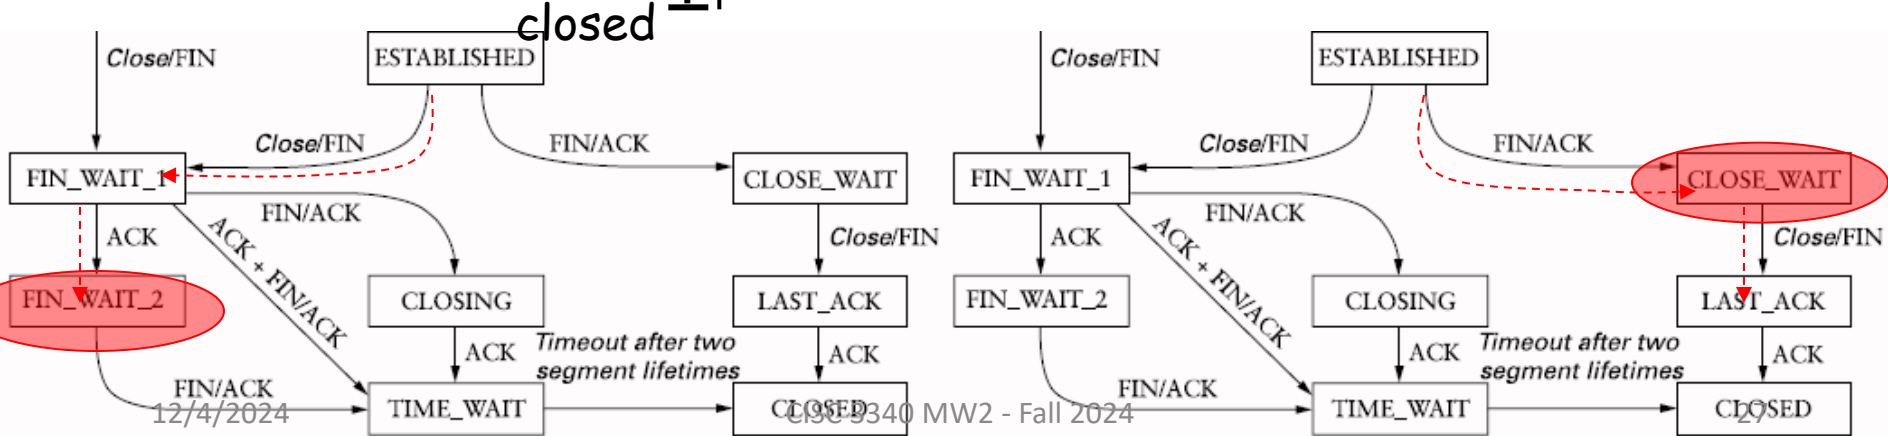 closed
Close/FIN
ESTABLISHED
Close/FIN
FIN/ACK
FIN_WAIT_1
CLOSE_WAIT
FIN/ACK
ACK
ACK + FIN/ACK
Close/FIN
FIN_WAIT_2
CLOSING
LAST_ACK
ACK
Timeout after two
segment lifetimes
ACK
FIN/ACK
TIME_WAIT
CLOSED
Close/FIN
ESTABLISHED
Close/FIN
FIN/ACK
FIN_WAIT_1
CLOSE_WAIT
FIN/ACK
ACK
ACK + FIN/ACK
Close/FIN
FIN_WAIT_2
CLOSING
LAST_ACK
ACK
Timeout after two
segment lifetimes
ACK
FIN/ACK
TIME_WAIT
CLOSED
12/4/2024
CISC 3340 MW2 - Fall 2024
27